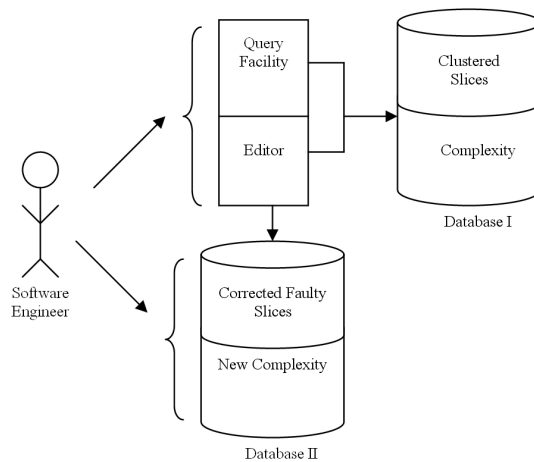 Query
Facility
Editor
Clustered
Slices
Complexity
Database I
Software
Engineer
Corrected Faulty
Slices
New Complexity
Database II